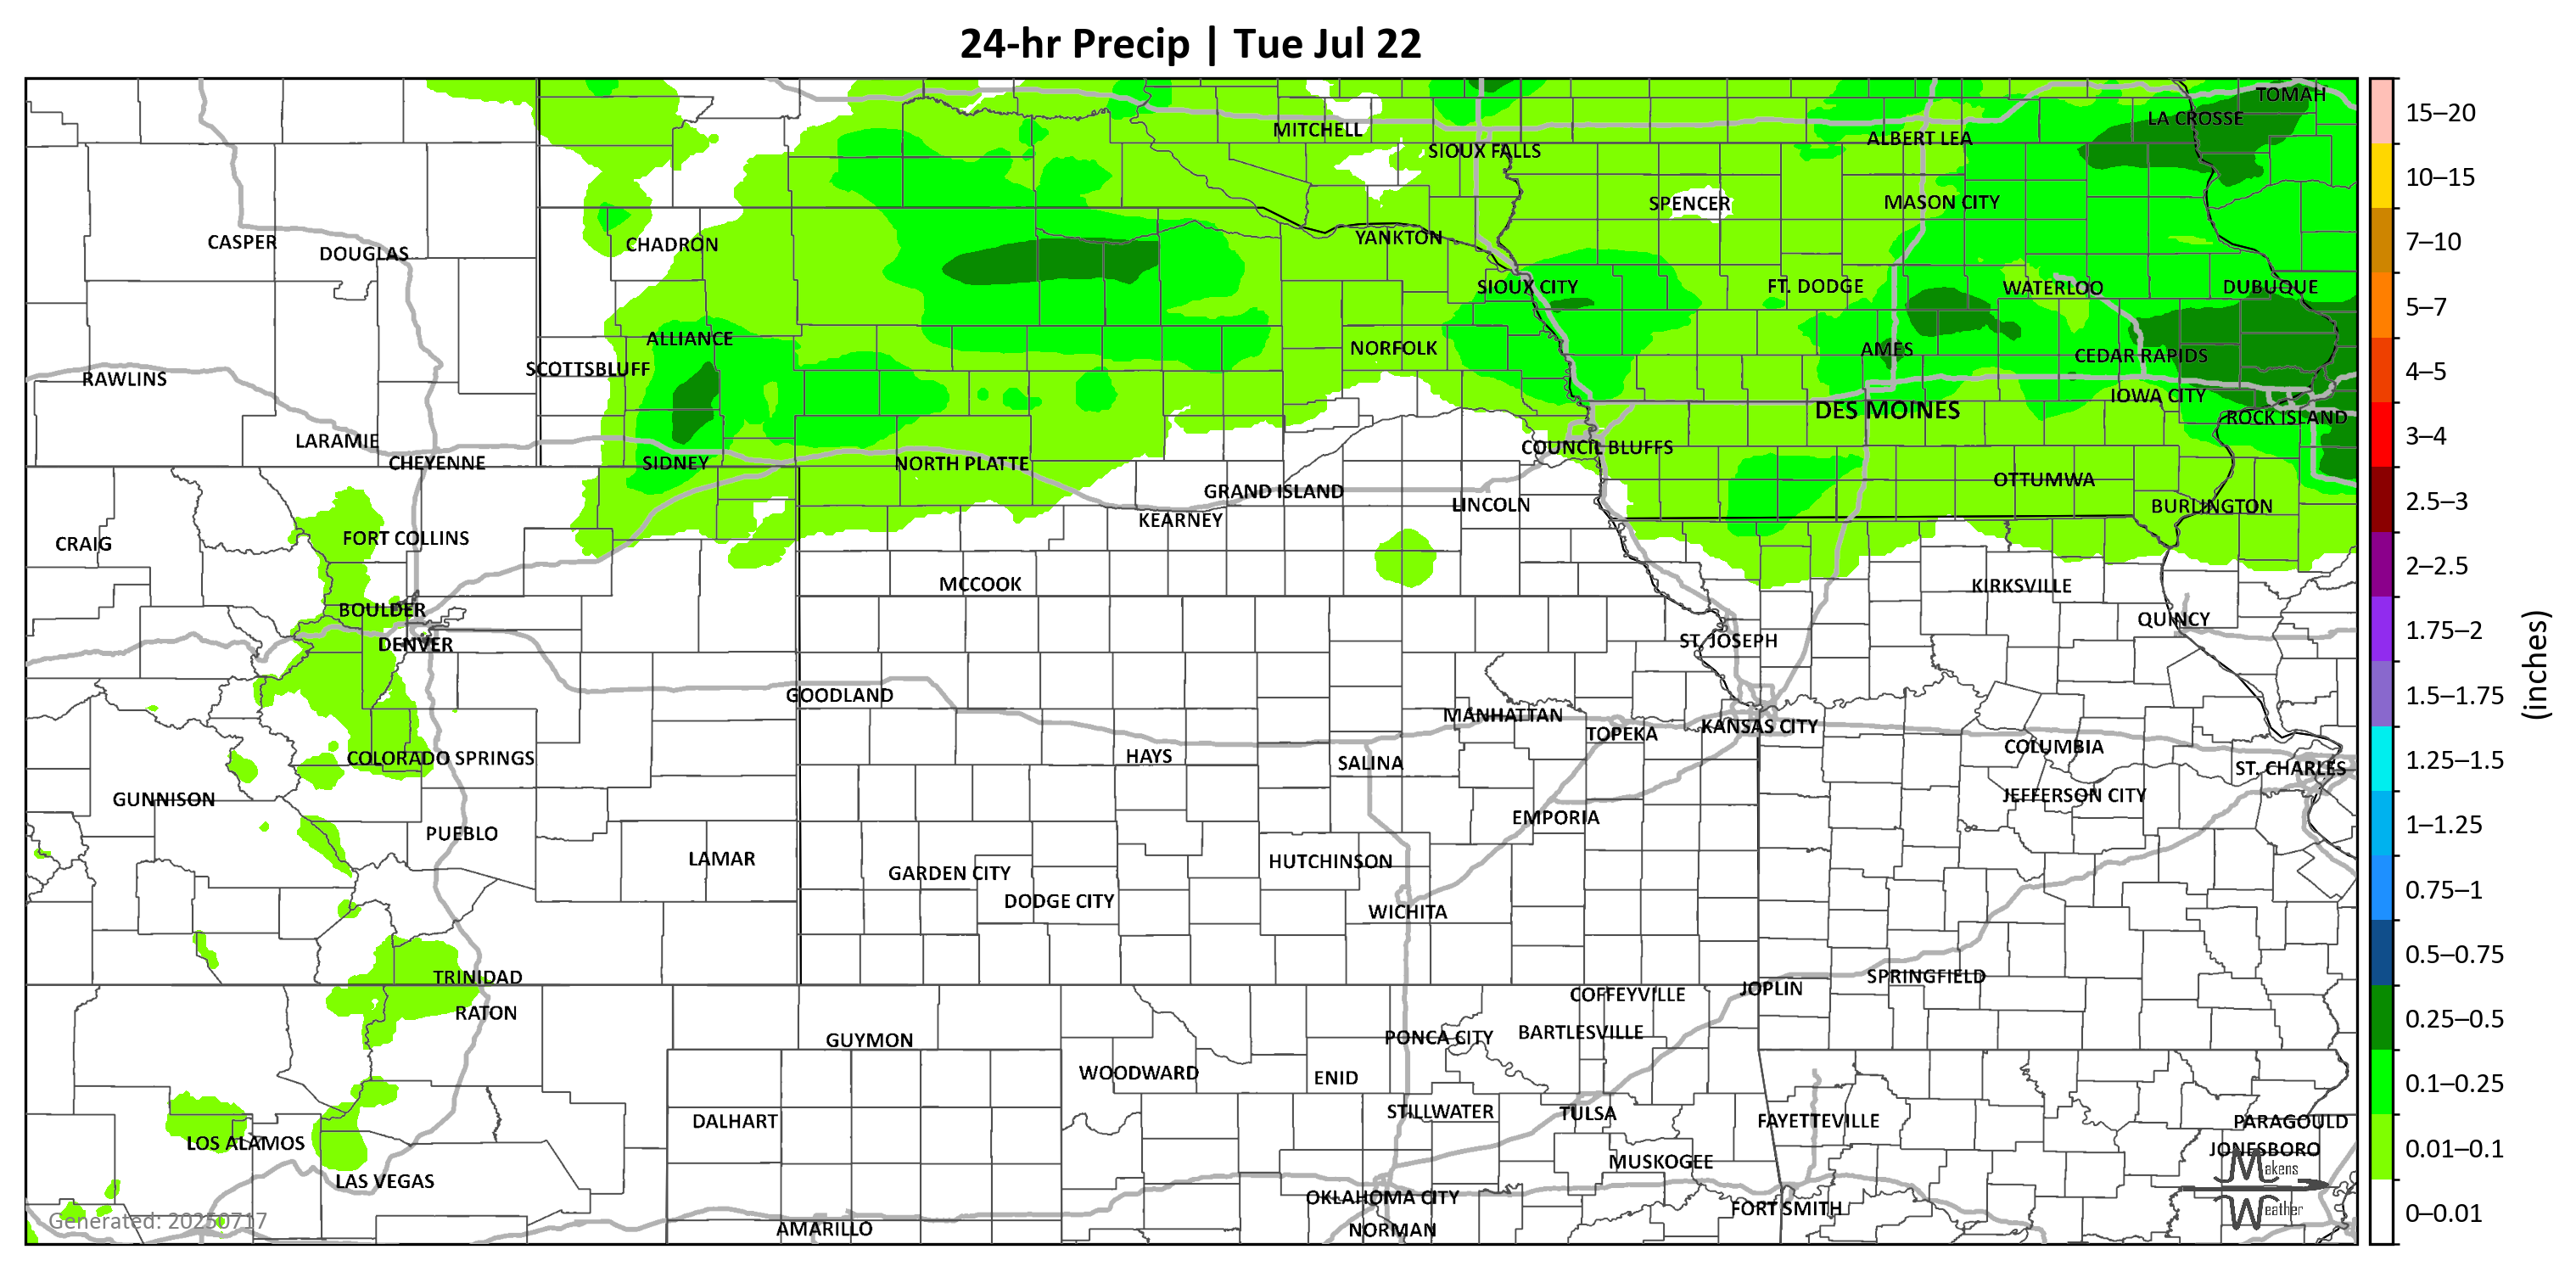 24-hr Precip | Tue Jul 22
TOMAH
LA CROSSE
MITCHELL
ALBERT LEA
SIOUX FALLS
SPENCER
MASON CITY
YANKTON
CASPER
CHADRON
DOUGLAS
SIOUX CITY
FT. DODGE
WATERLOO
DUBUQUE
ALLIANCE
NORFOLK
AMES
CEDAR RAPIDS
SCOTTSBLUFF
RAWLINS
IOWA CITY
DES MOINES
ROCK ISLAND
LARAMIE
COUNCIL BLUFFS
CHEYENNE
SIDNEY
NORTH PLATTE
OTTUMWA
GRAND ISLAND
LINCOLN
BURLINGTON
KEARNEY
FORT COLLINS
CRAIG
MCCOOK
KIRKSVILLE
BOULDER
QUINCY
DENVER
ST. JOSEPH
GOODLAND
MANHATTAN
KANSAS CITY
TOPEKA
COLUMBIA
COLORADO SPRINGS
HAYS
SALINA
ST. CHARLES
GUNNISON
JEFFERSON CITY
EMPORIA
PUEBLO
LAMAR
HUTCHINSON
GARDEN CITY
DODGE CITY
WICHITA
TRINIDAD
SPRINGFIELD
COFFEYVILLE
JOPLIN
RATON
BARTLESVILLE
PONCA CITY
GUYMON
WOODWARD
ENID
STILLWATER
TULSA
DALHART
FAYETTEVILLE
PARAGOULD
LOS ALAMOS
JONESBORO
MUSKOGEE
LAS VEGAS
OKLAHOMA CITY
FORT SMITH
AMARILLO
NORMAN
Generated: 20250717
Makens
Weather
15–20
10–15
7–10
5–7
4–5
3–4
2.5–3
2–2.5
1.75–2
1.5–1.75
1.25–1.5
1–1.25
0.75–1
0.5–0.75
0.25–0.5
0.1–0.25
0.01–0.1
0–0.01
(inches)